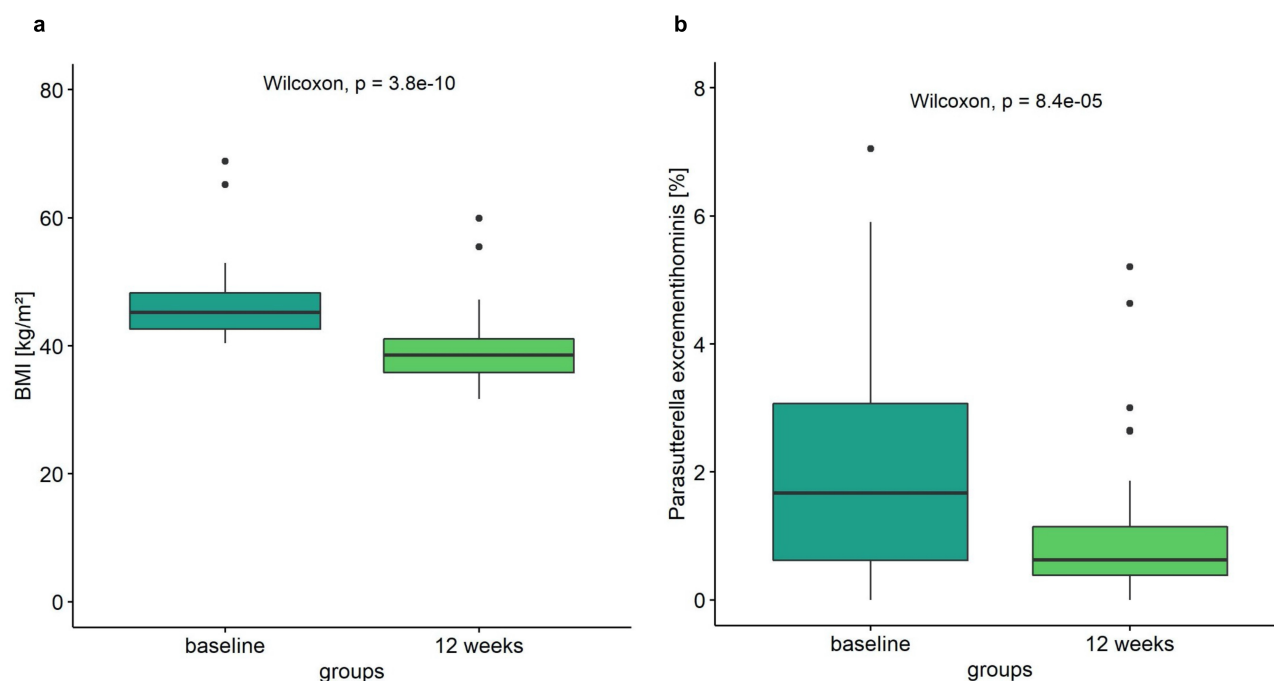 a
Wilcoxon, p = 3.8e-10
80
60
40
20
0
BMI [kg/m²]
baseline
12 weeks
groups
b
Wilcoxon, p = 8.4e-05
8
6
4
2
0
Parasutterella excrementihominis [%]
baseline
12 weeks
groups